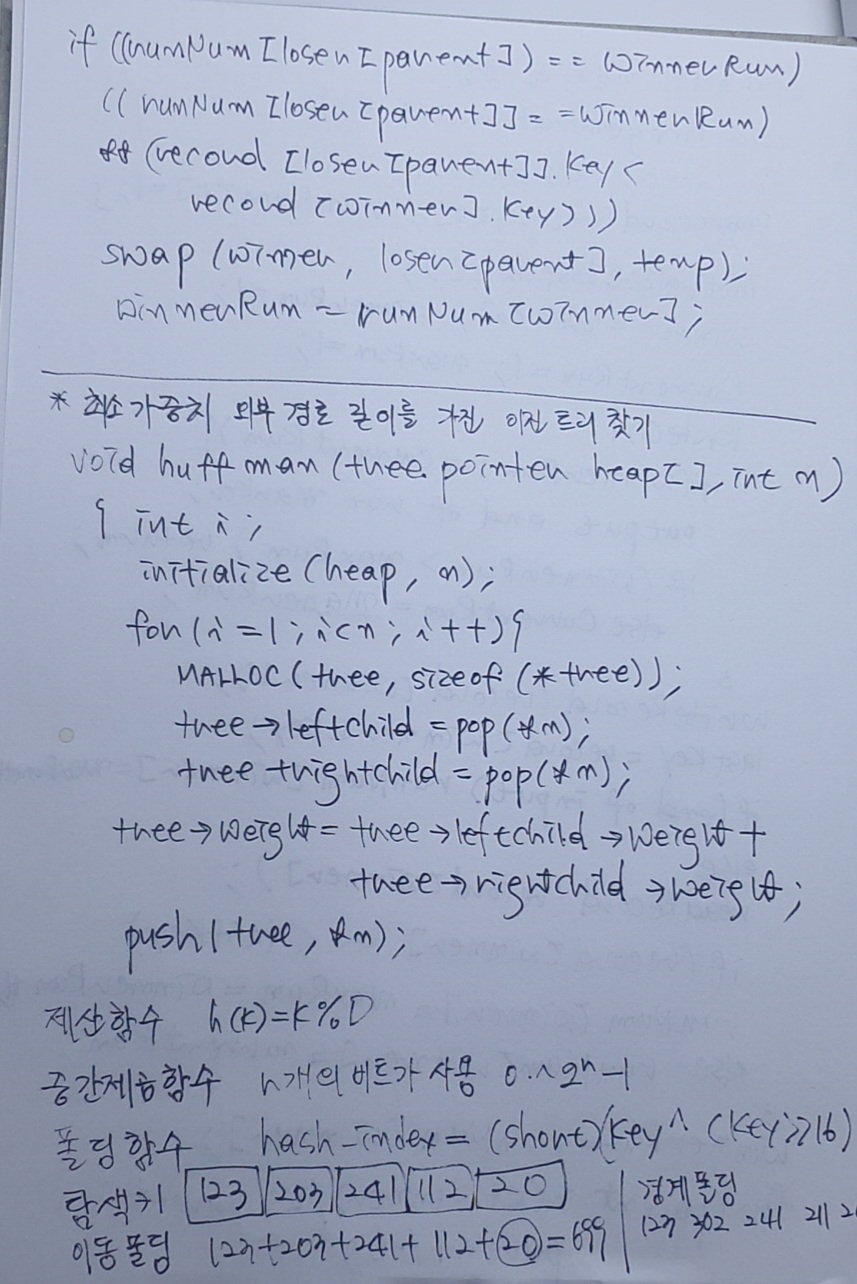 if ((runNum[loser[parent]) == winnerRun)
((runNum[loser[parent]]==winnerRun)
&& (record[loser[parent]].key<
record[winner].key)))
swap(winner, loser[parent], temp);
winnerRun = runNum[winner];
* 최소 가중치 외부 경로 길이를 가진 이진 트리 찾기
void huffman(tree pointer heap[], int n)
{ int i;
initialize(heap, n);
for(i=1; i<n; i++){
MALLOC(tree, sizeof(*tree));
tree→leftchild = pop(&n);
tree→rightchild = pop(&n);
tree→weight = tree→leftchild→weight+
tree→rightchild→weight;
push(tree, &n);
제산함수 h(k)=k%D
중간제곱함수 n개의 비트가 사용 0~2ⁿ-1
폴딩 함수 hash-index = (short)(key^(key>>16)
탐색키 123 203 241 112 20
이동 폴딩 123+203+241+112+20=699
경계폴딩
123 302 241 211